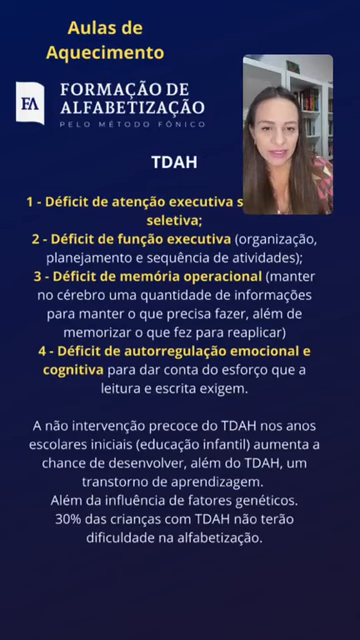 Aulas de
Aquecimento
FA
FORMAÇÃO DE
ALFABETIZAÇÃO
PELO MÉTODO FÔNICO
TDAH
1 - Déficit de atenção executiva
seletiva;
2 - Déficit de função executiva (organização,
planejamento e sequência de atividades);
3 - Déficit de memória operacional (manter
no cérebro uma quantidade de informações
para manter o que precisa fazer, além de
memorizar o que fez para reaplicar)
4 - Déficit de autorregulação emocional e
cognitiva para dar conta do esforço que a
leitura e escrita exigem.
A não intervenção precoce do TDAH nos anos
escolares iniciais (educação infantil) aumenta a
chance de desenvolver, além do TDAH, um
transtorno de aprendizagem.
Além da influência de fatores genéticos.
30% das crianças com TDAH não terão
dificuldade na alfabetização.